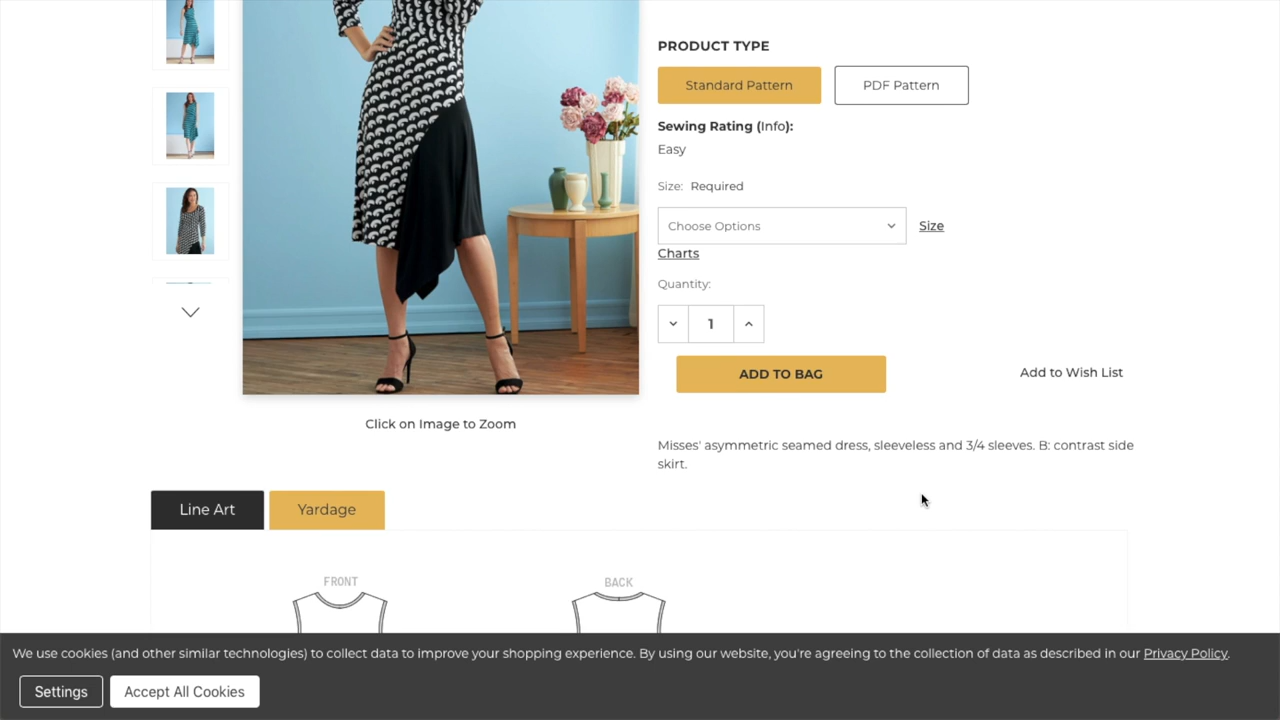 PRODUCT TYPE
Standard Pattern
PDF Pattern
Sewing Rating (Info):
Easy
Size: Required
Choose Options
Size
Charts
Quantity:
1
ADD TO BAG
Add to Wish List
Click on Image to Zoom
Misses' asymmetric seamed dress, sleeveless and 3/4 sleeves. B: contrast side
skirt.
Line Art
Yardage
FRONT
BACK
We use cookies (and other similar technologies) to collect data to improve your shopping experience. By using our website, you're agreeing to the collection of data as described in our Privacy Policy.
Settings
Accept All Cookies